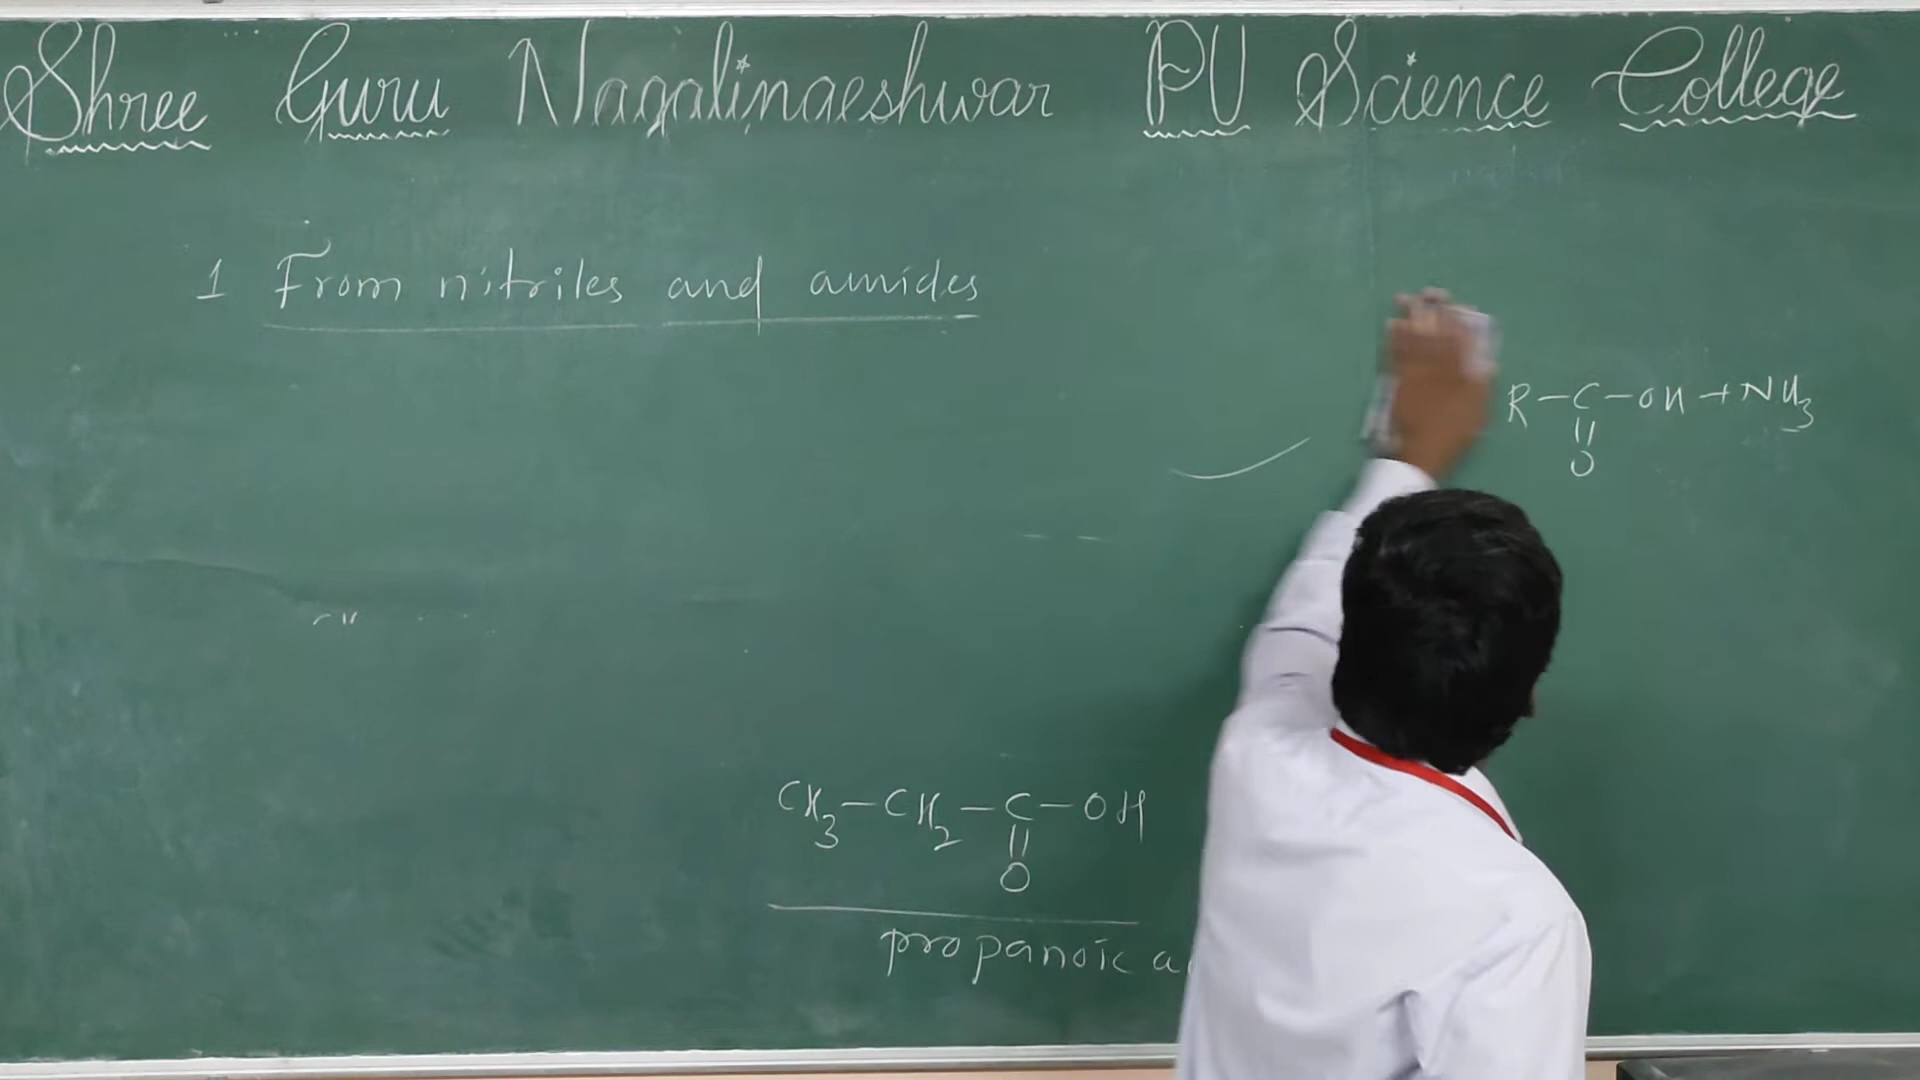 Shree Guru Nagalinaeshwar PU Science College
1 From nitriles and amides
R-C-OH+NH3
||
O
CH3-CH2-C-OH
||
O
propanoic